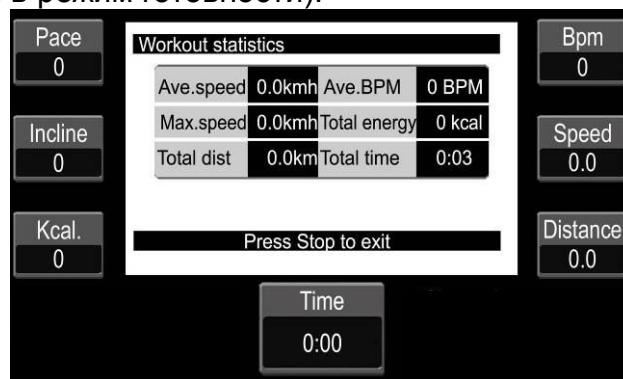 в режим готовности).
Pace
0
Workout statistics
Bpm
0
Ave.speed 0.0kmh Ave.BPM 0 BPM
Max.speed 0.0kmh Total energy 0 kcal
Total dist 0.0km Total time 0:03
Incline
0
Speed
0.0
Kcal.
0
Press Stop to exit
Distance
0.0
Time
0:00